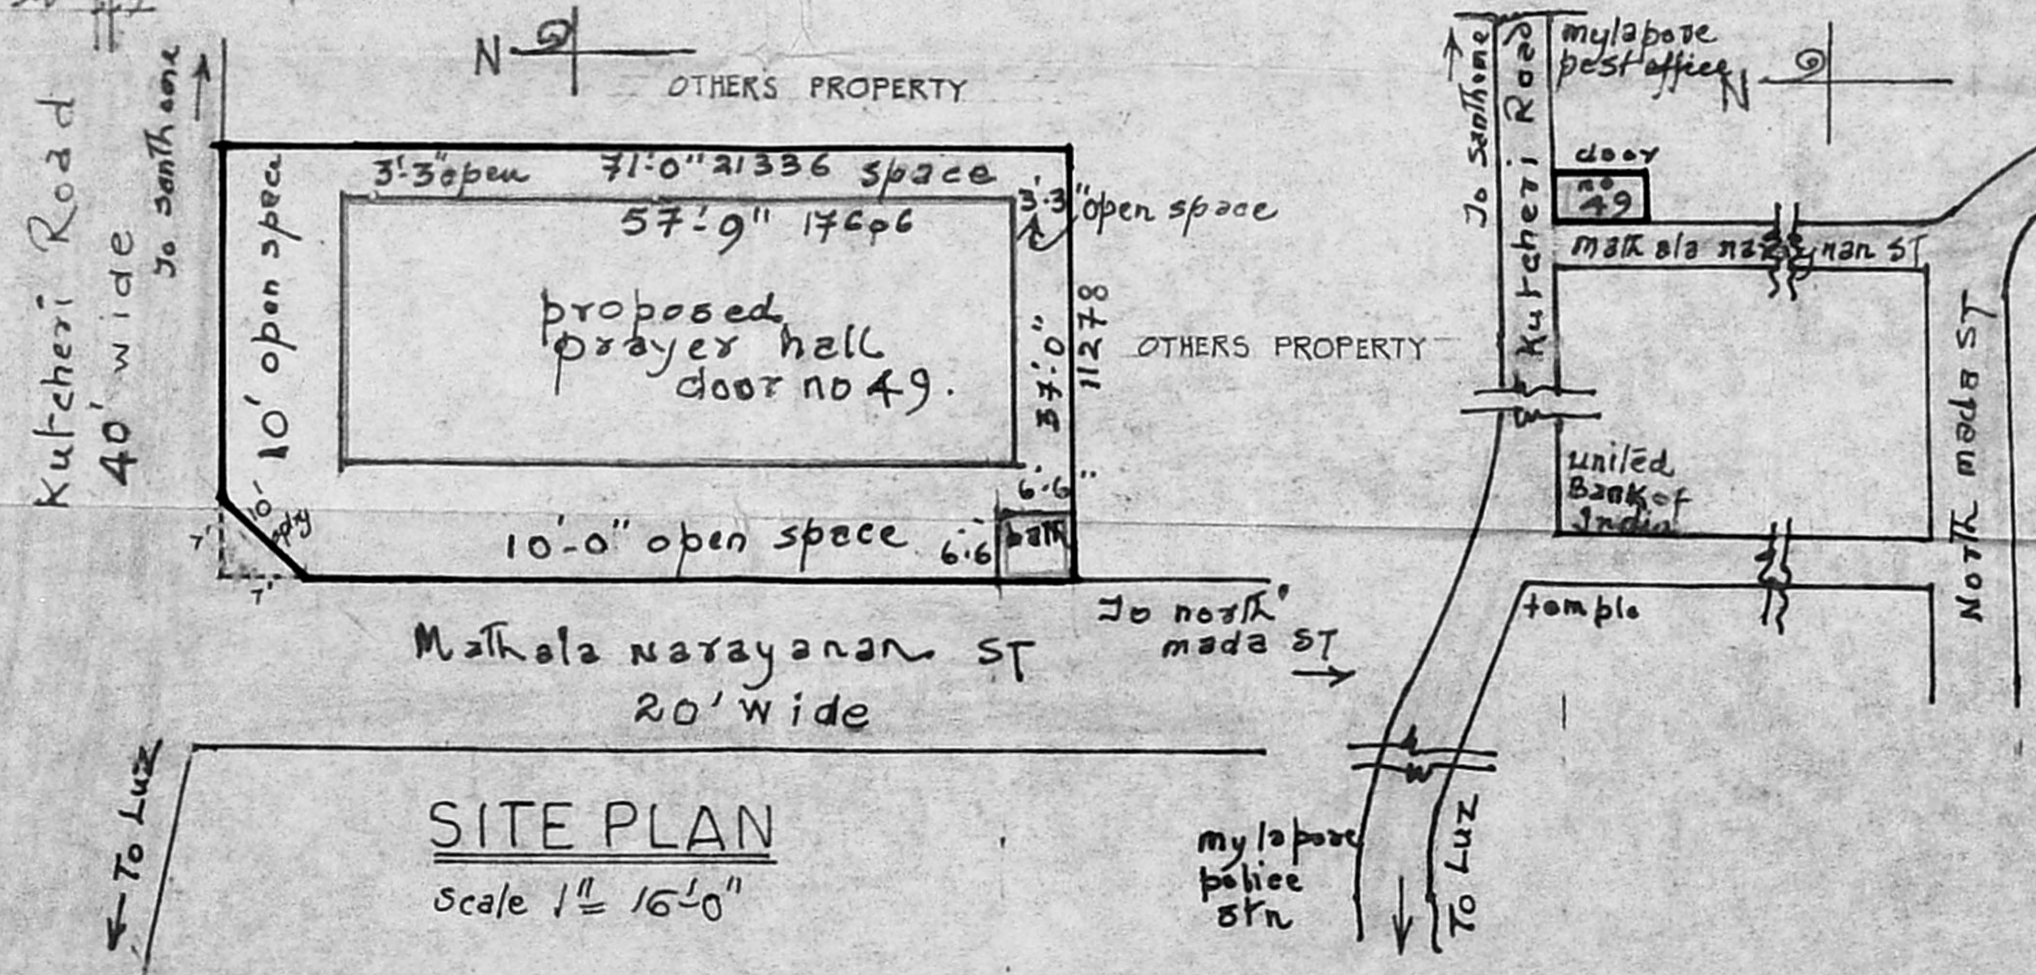 N
OTHERS PROPERTY
Kutcheri Road
40' wide
To santhome
3'-3" open 71'-0" 21336 space
57'-9" 17606
3'-3" open space
10' open spec
proposed
prayer hall
door no 49.
37'-0"
11278
OTHERS PROPERTY
6'-6"
10'-
7'
7'
10'-0" open space
6'-6
bath
Mathala Narayanan ST
20' wide
To north
mada ST
To Luz
SITE PLAN
Scale 1" = 16'-0"
To santhome
Kutcheri Road
mylapore
post office
N
door
no
49
mathala narayanan ST
North mada ST
united
Bank of
India
temple
mylapore
police
stn
To Luz